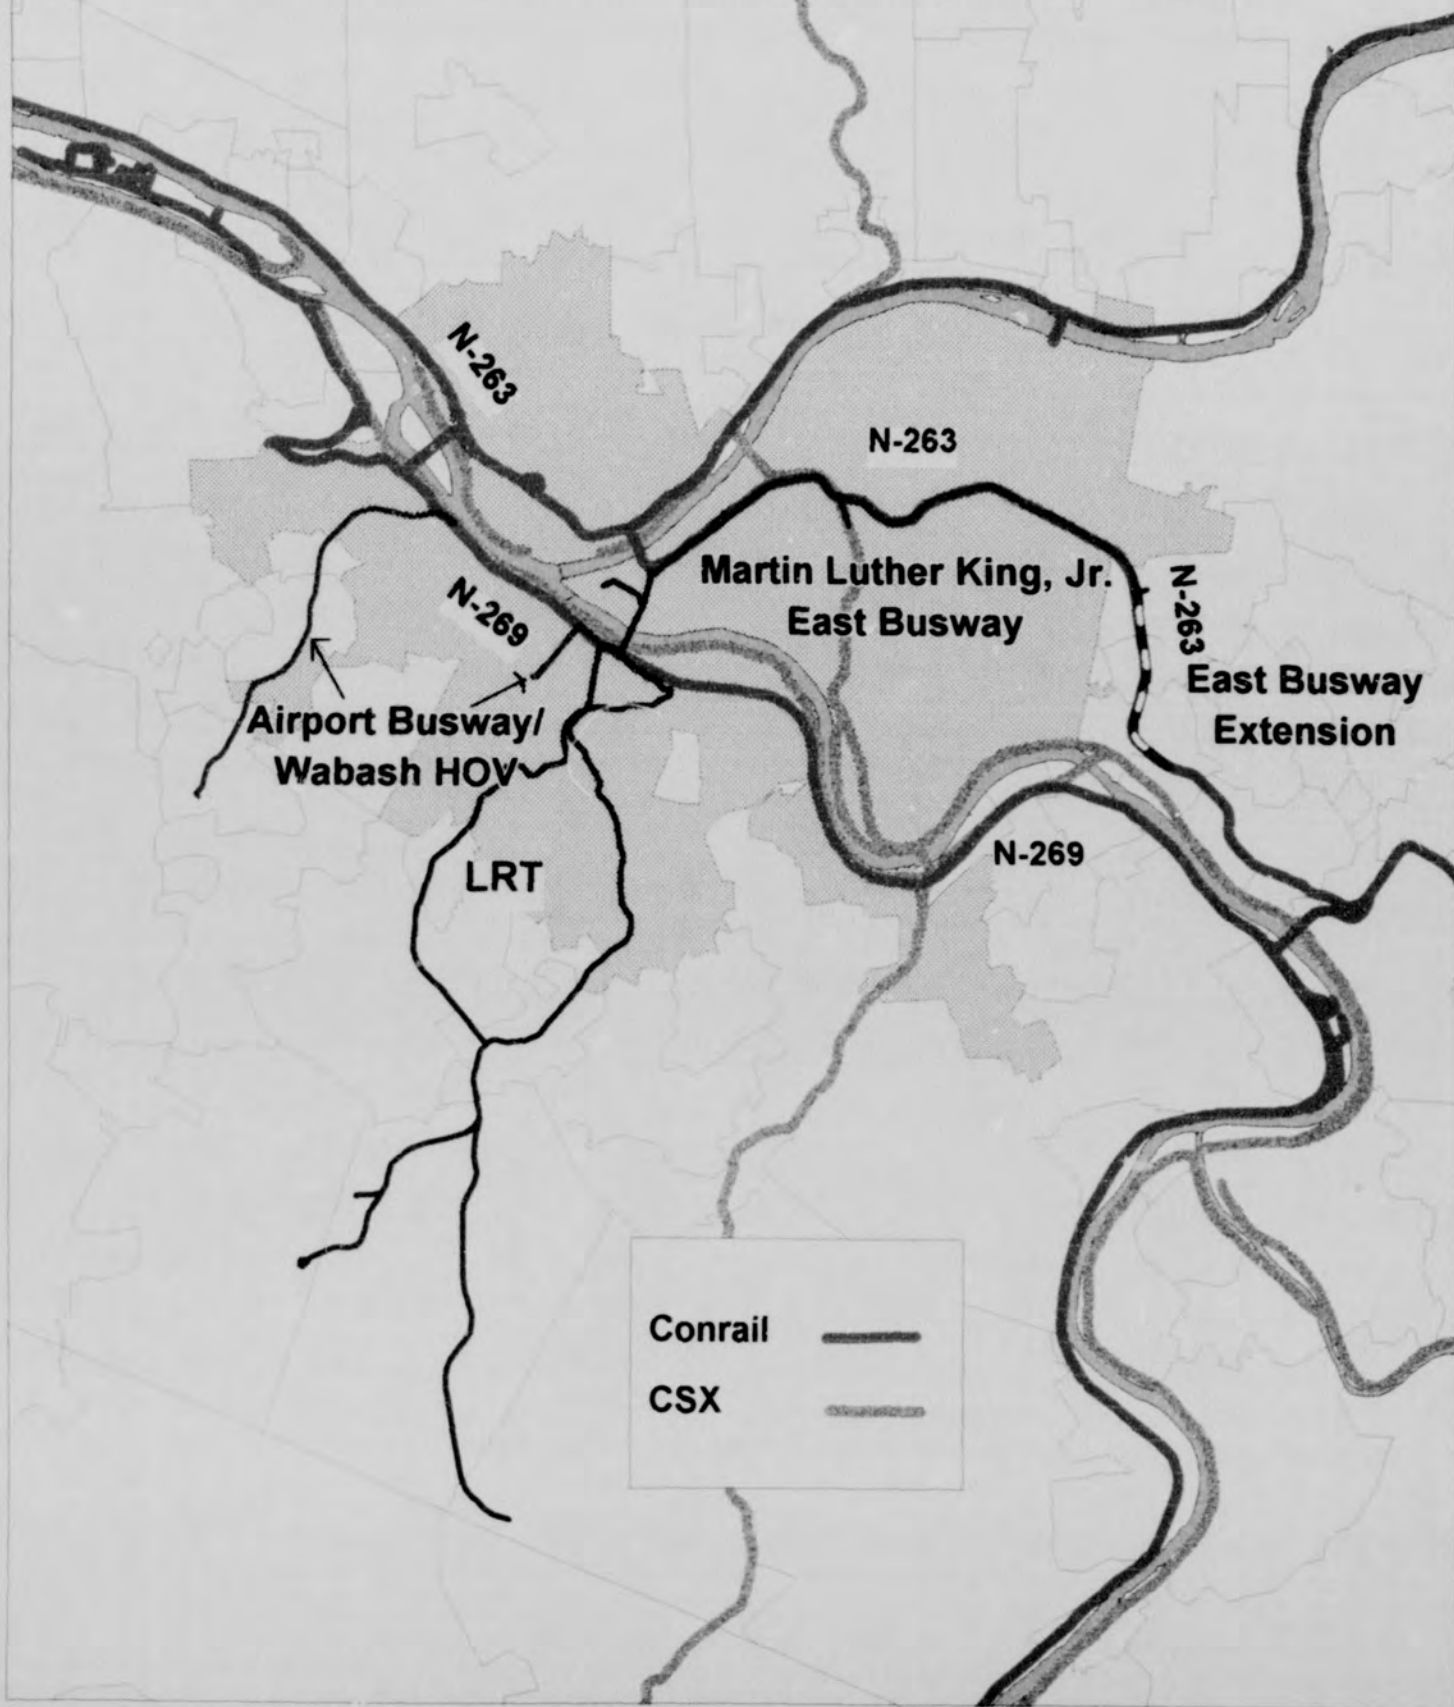 N-263
N-263
Martin Luther King, Jr.
East Busway
N-263
N-269
East Busway
Extension
Airport Busway/
Wabash HOV
N-269
LRT
Conrail
CSX